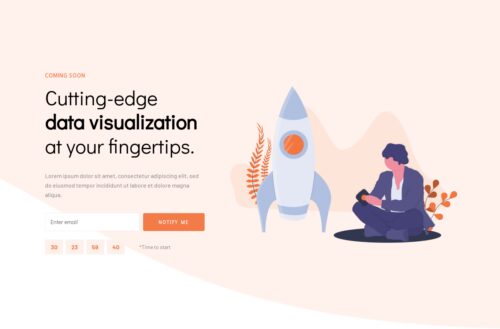 COMING SOON
Cutting-edge
data visualization
at your fingertips.
Lorem ipsum dolor sit amet, consectetur adipiscing elit, sed
do eiusmod tempor incididunt ut labore et dolore magna
aliqua.
Enter email
NOTIFY ME
30 23 59 40 *Time to start